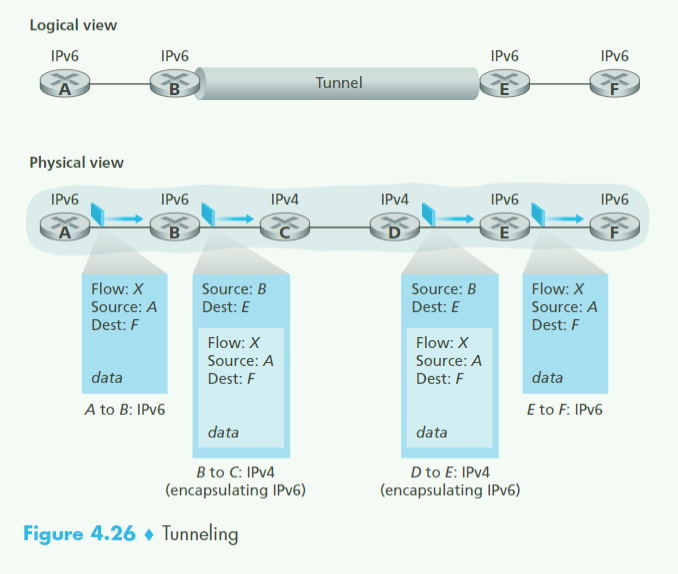 Logical view
IPv6 IPv6 IPv6 IPv6
A B Tunnel E F
Physical view
IPv6 IPv6 IPv4 IPv4 IPv6 IPv6
A B C D E F
Flow: X
Source: A
Dest: F
data
A to B: IPv6
Source: B
Dest: E
Flow: X
Source: A
Dest: F
data
B to C: IPv4
(encapsulating IPv6)
Source: B
Dest: E
Flow: X
Source: A
Dest: F
data
D to E: IPv4
(encapsulating IPv6)
Flow: X
Source: A
Dest: F
data
E to F: IPv6
Figure 4.26 ♦ Tunneling